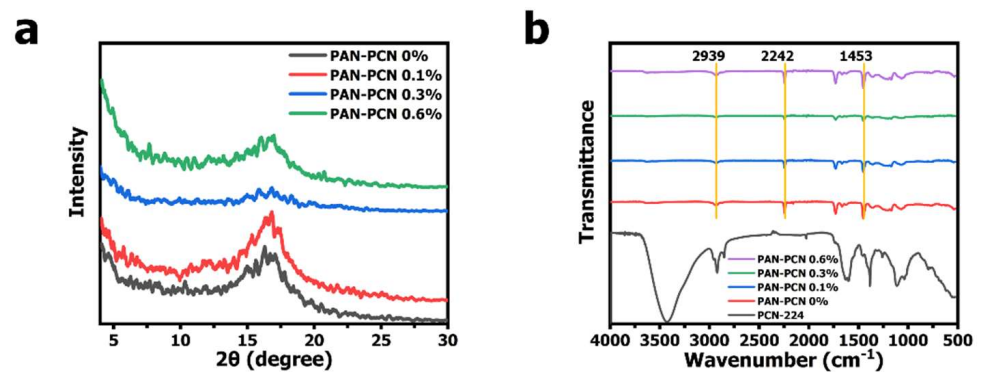 a
PAN-PCN 0%
PAN-PCN 0.1%
PAN-PCN 0.3%
PAN-PCN 0.6%
Intensity
5 10 15 20 25 30
2θ (degree)
b
2939 2242 1453
Transmittance
PAN-PCN 0.6%
PAN-PCN 0.3%
PAN-PCN 0.1%
PAN-PCN 0%
PCN-224
4000 3500 3000 2500 2000 1500 1000 500
Wavenumber (cm⁻¹)